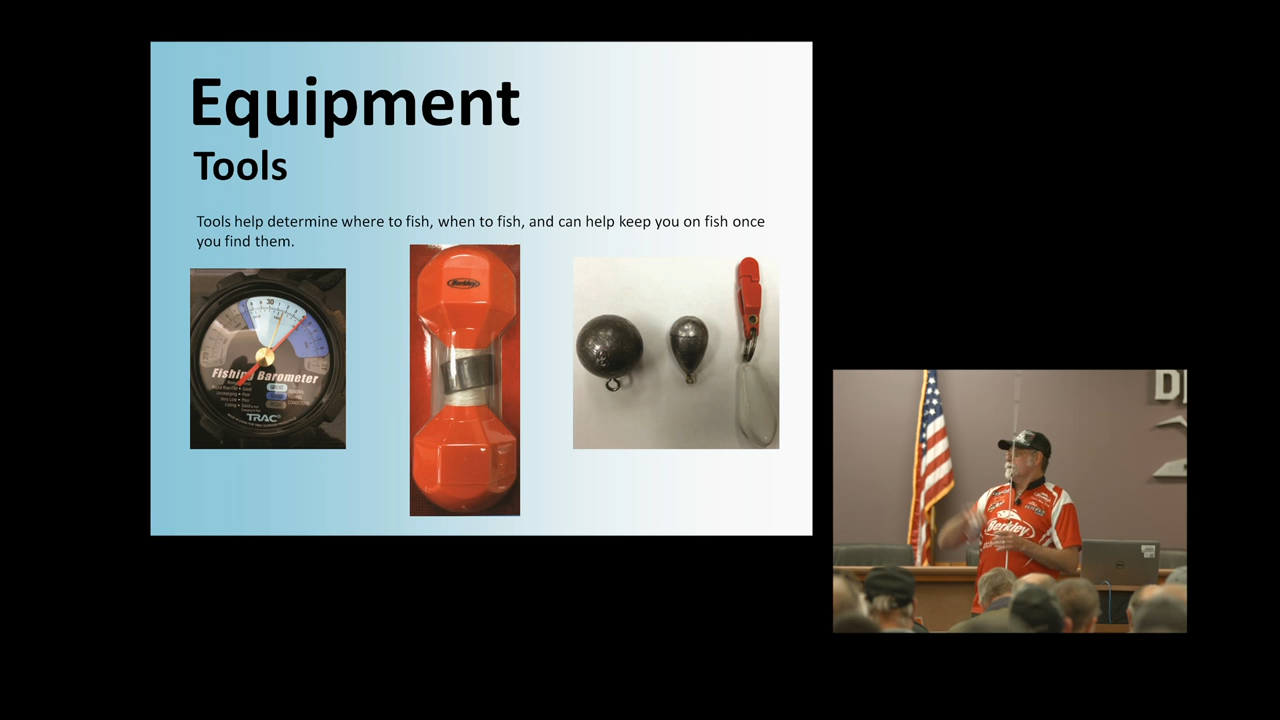 Equipment
Tools
Tools help determine where to fish, when to fish, and can help keep you on fish once
you find them.
30
Fishing Barometer
TRAC
Berkley
Berkley
D